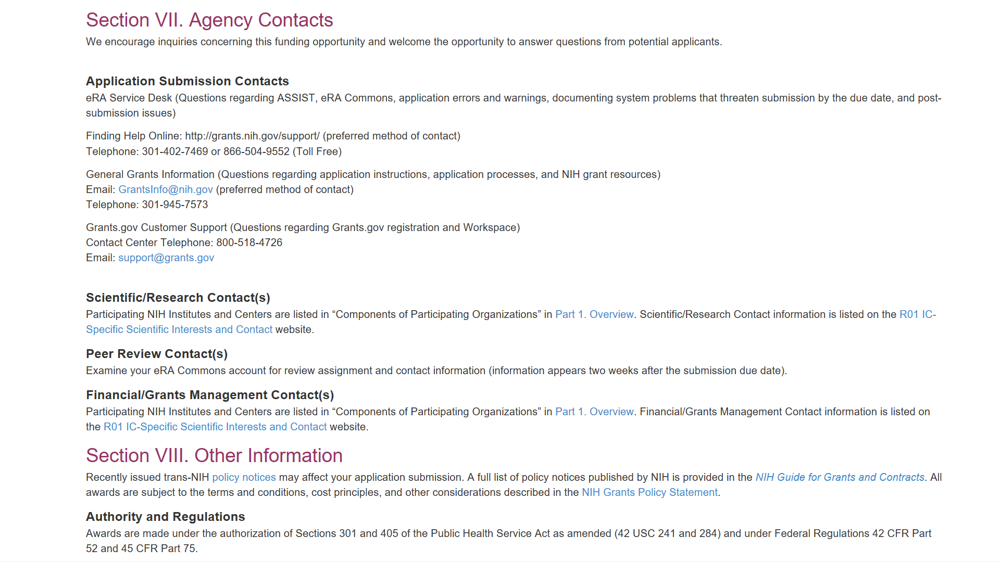 Section VII. Agency Contacts
We encourage inquiries concerning this funding opportunity and welcome the opportunity to answer questions from potential applicants.
Application Submission Contacts
eRA Service Desk (Questions regarding ASSIST, eRA Commons, application errors and warnings, documenting system problems that threaten submission by the due date, and post-
submission issues)
Finding Help Online: http://grants.nih.gov/support/ (preferred method of contact)
Telephone: 301-402-7469 or 866-504-9552 (Toll Free)
General Grants Information (Questions regarding application instructions, application processes, and NIH grant resources)
Email: GrantsInfo@nih.gov (preferred method of contact)
Telephone: 301-945-7573
Grants.gov Customer Support (Questions regarding Grants.gov registration and Workspace)
Contact Center Telephone: 800-518-4726
Email: support@grants.gov
Scientific/Research Contact(s)
Participating NIH Institutes and Centers are listed in “Components of Participating Organizations” in Part 1. Overview. Scientific/Research Contact information is listed on the R01 IC-
Specific Scientific Interests and Contact website.
Peer Review Contact(s)
Examine your eRA Commons account for review assignment and contact information (information appears two weeks after the submission due date).
Financial/Grants Management Contact(s)
Participating NIH Institutes and Centers are listed in “Components of Participating Organizations” in Part 1. Overview. Financial/Grants Management Contact information is listed on
the R01 IC-Specific Scientific Interests and Contact website.
Section VIII. Other Information
Recently issued trans-NIH policy notices may affect your application submission. A full list of policy notices published by NIH is provided in the NIH Guide for Grants and Contracts. All
awards are subject to the terms and conditions, cost principles, and other considerations described in the NIH Grants Policy Statement.
Authority and Regulations
Awards are made under the authorization of Sections 301 and 405 of the Public Health Service Act as amended (42 USC 241 and 284) and under Federal Regulations 42 CFR Part
52 and 45 CFR Part 75.